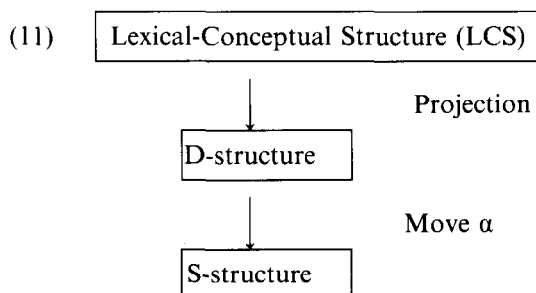 (11) Lexical-Conceptual Structure (LCS)
Projection
D-structure
Move α
S-structure